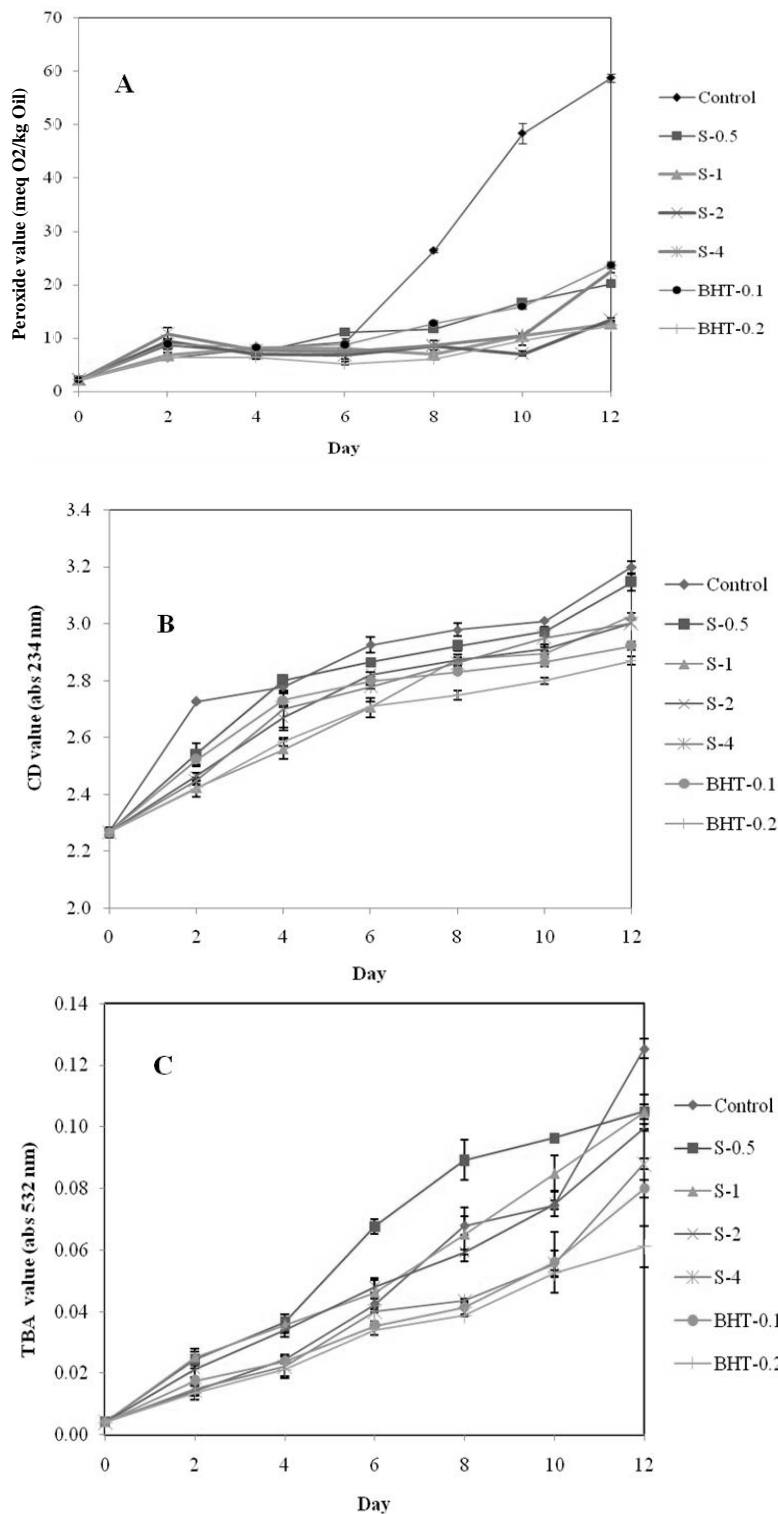 70
60
50
40
30
20
10
0
Peroxide value (meq O2/kg Oil)
A
0 2 4 6 8 10 12
Day
Control
S-0.5
S-1
S-2
S-4
BHT-0.1
BHT-0.2
3.4
3.2
3.0
2.8
2.6
2.4
2.2
2.0
CD value (abs 234 nm)
B
0 2 4 6 8 10 12
Day
Control
S-0.5
S-1
S-2
S-4
BHT-0.1
BHT-0.2
0.14
0.12
0.10
0.08
0.06
0.04
0.02
0.00
TBA value (abs 532 nm)
C
0 2 4 6 8 10 12
Day
Control
S-0.5
S-1
S-2
S-4
BHT-0.1
BHT-0.2